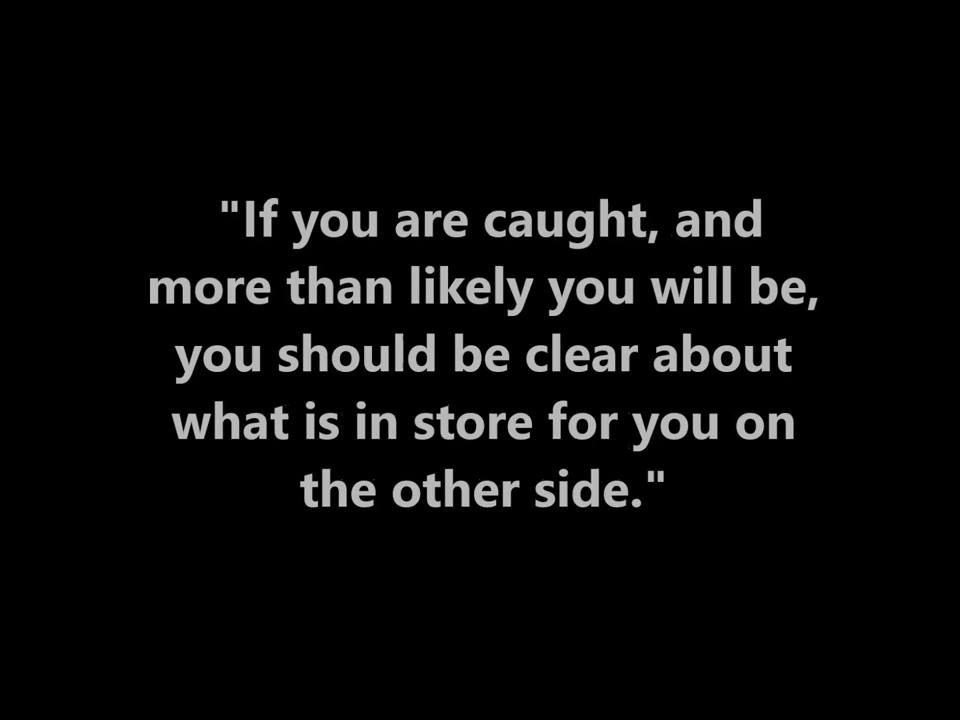 "If you are caught, and
more than likely you will be,
you should be clear about
what is in store for you on
the other side."